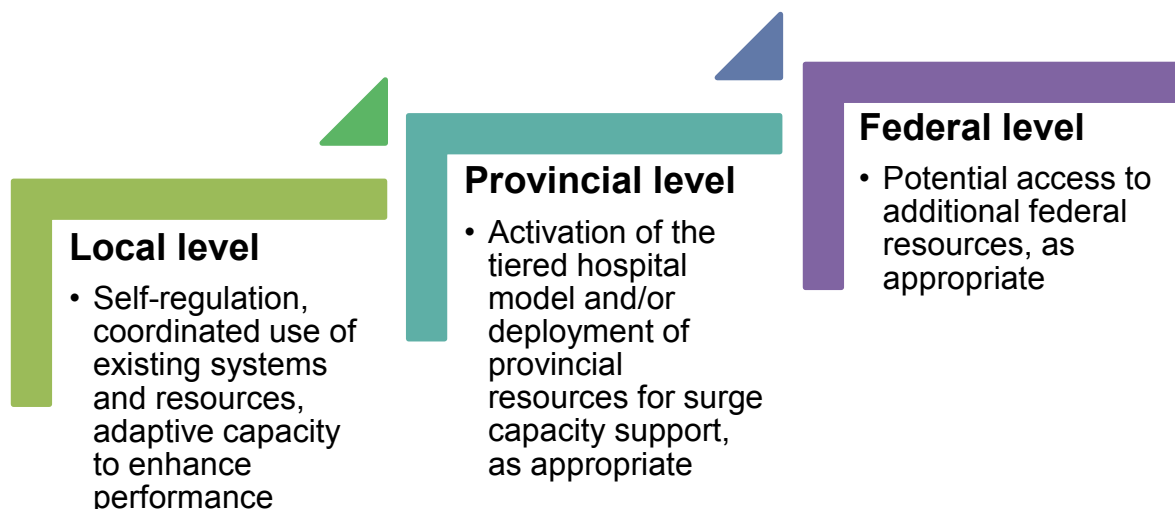 Local level
• Self-regulation,
coordinated use of
existing systems
and resources,
adaptive capacity
to enhance
performance
Provincial level
• Activation of the
tiered hospital
model and/or
deployment of
provincial
resources for surge
capacity support,
as appropriate
Federal level
• Potential access to
additional federal
resources, as
appropriate